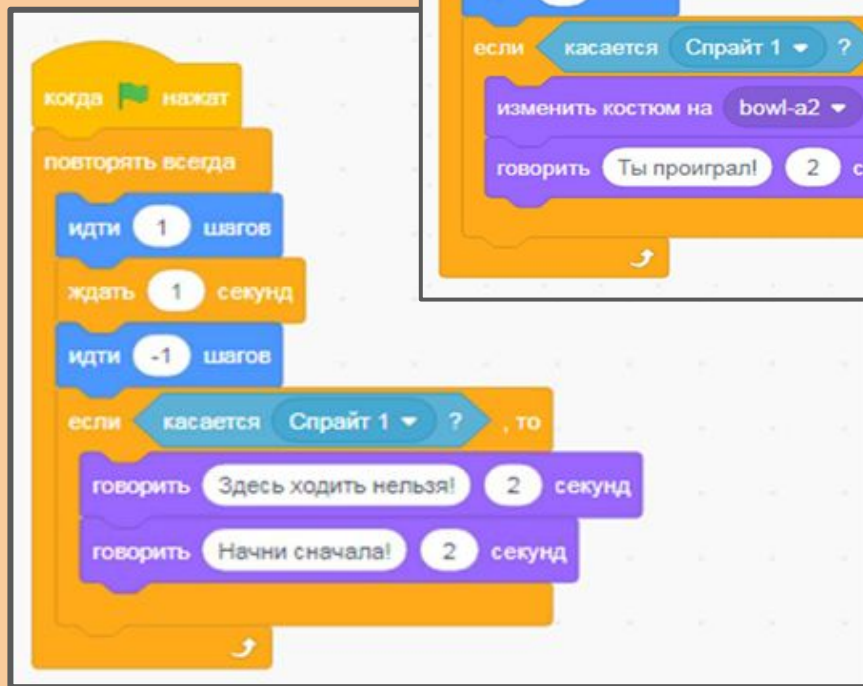 если касается Спрайт 1 ?
изменить костюм на bowl-a2
говорить Ты проиграл! 2
когда нажат
повторять всегда
идти 1 шагов
ждать 1 секунд
идти -1 шагов
если касается Спрайт 1 ? , то
говорить Здесь ходить нельзя! 2 секунд
говорить Начни сначала! 2 секунд